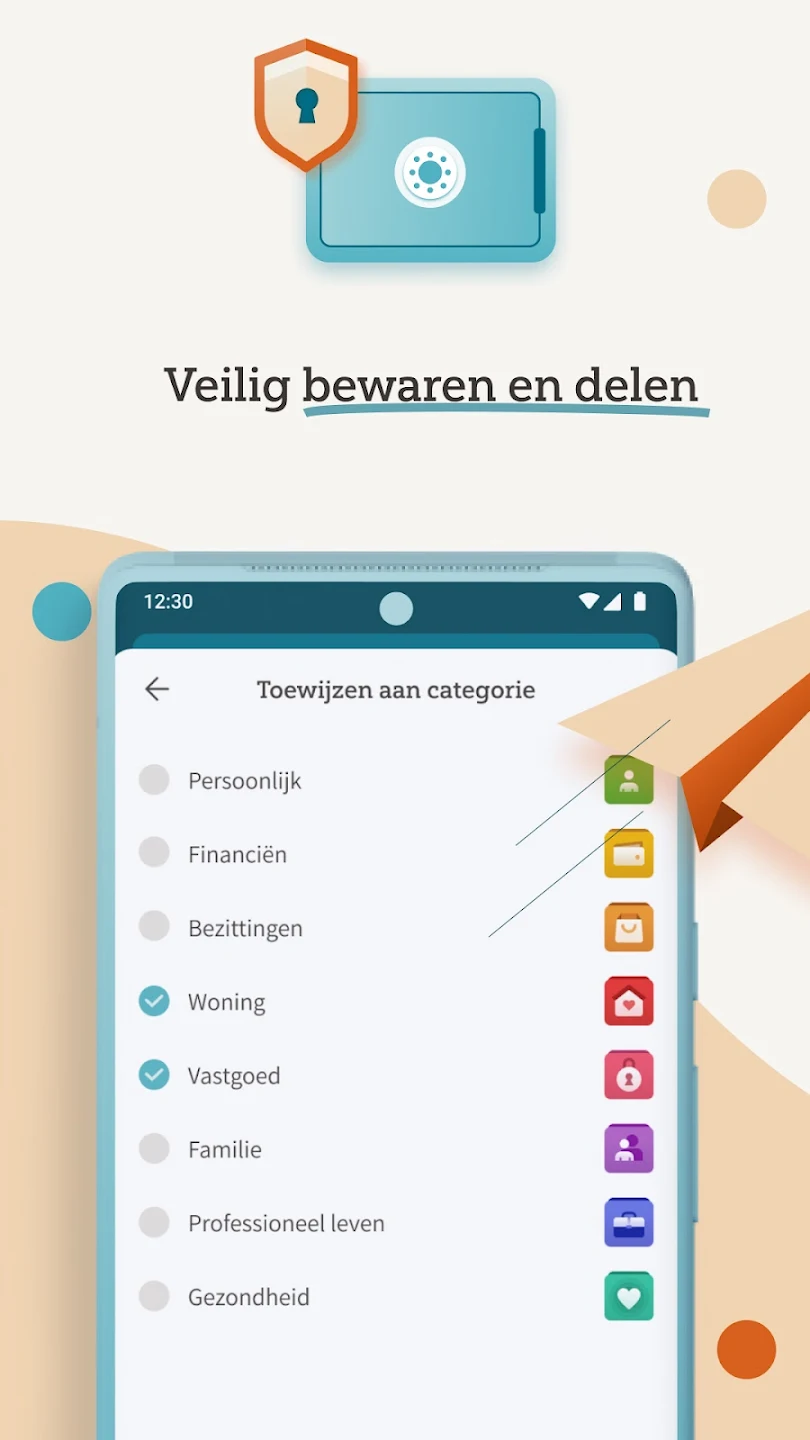 Veilig bewaren en delen
12:30
Toewijzen aan categorie
Persoonlijk
Financiën
Bezittingen
Woning
Vastgoed
Familie
Professioneel leven
Gezondheid